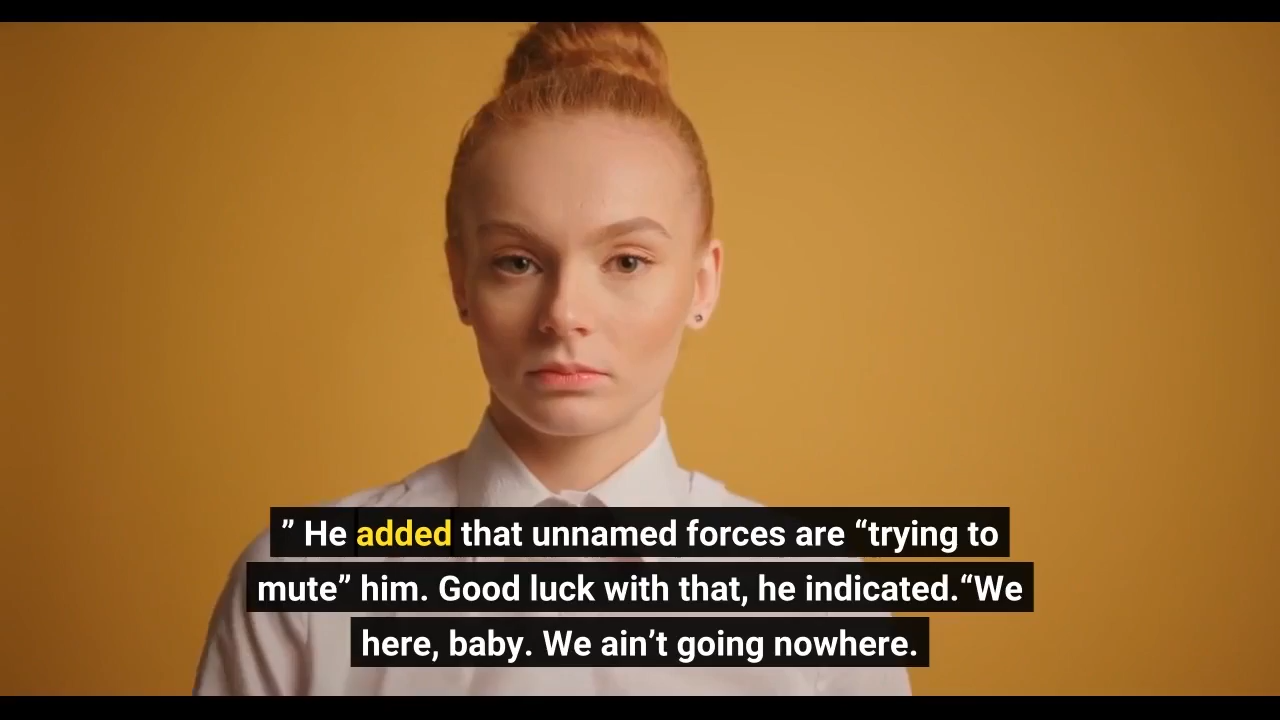 ” He added that unnamed forces are “trying to
mute” him. Good luck with that, he indicated.“We
here, baby. We ain’t going nowhere.